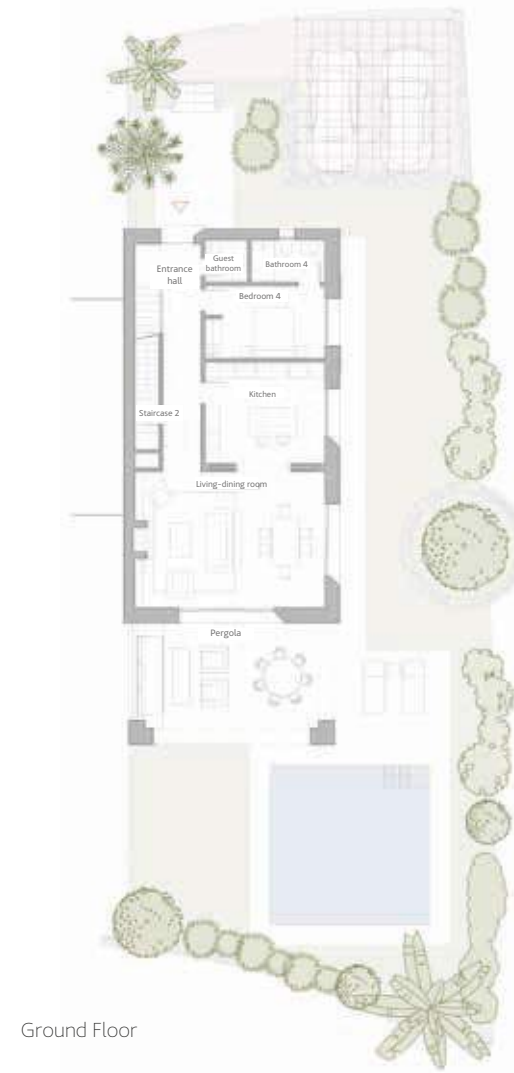 Entrance
hall
Guest
bathroom
Bathroom 4
Bedroom 4
Kitchen
Staircase 2
Living-dining room
Pergola
Ground Floor